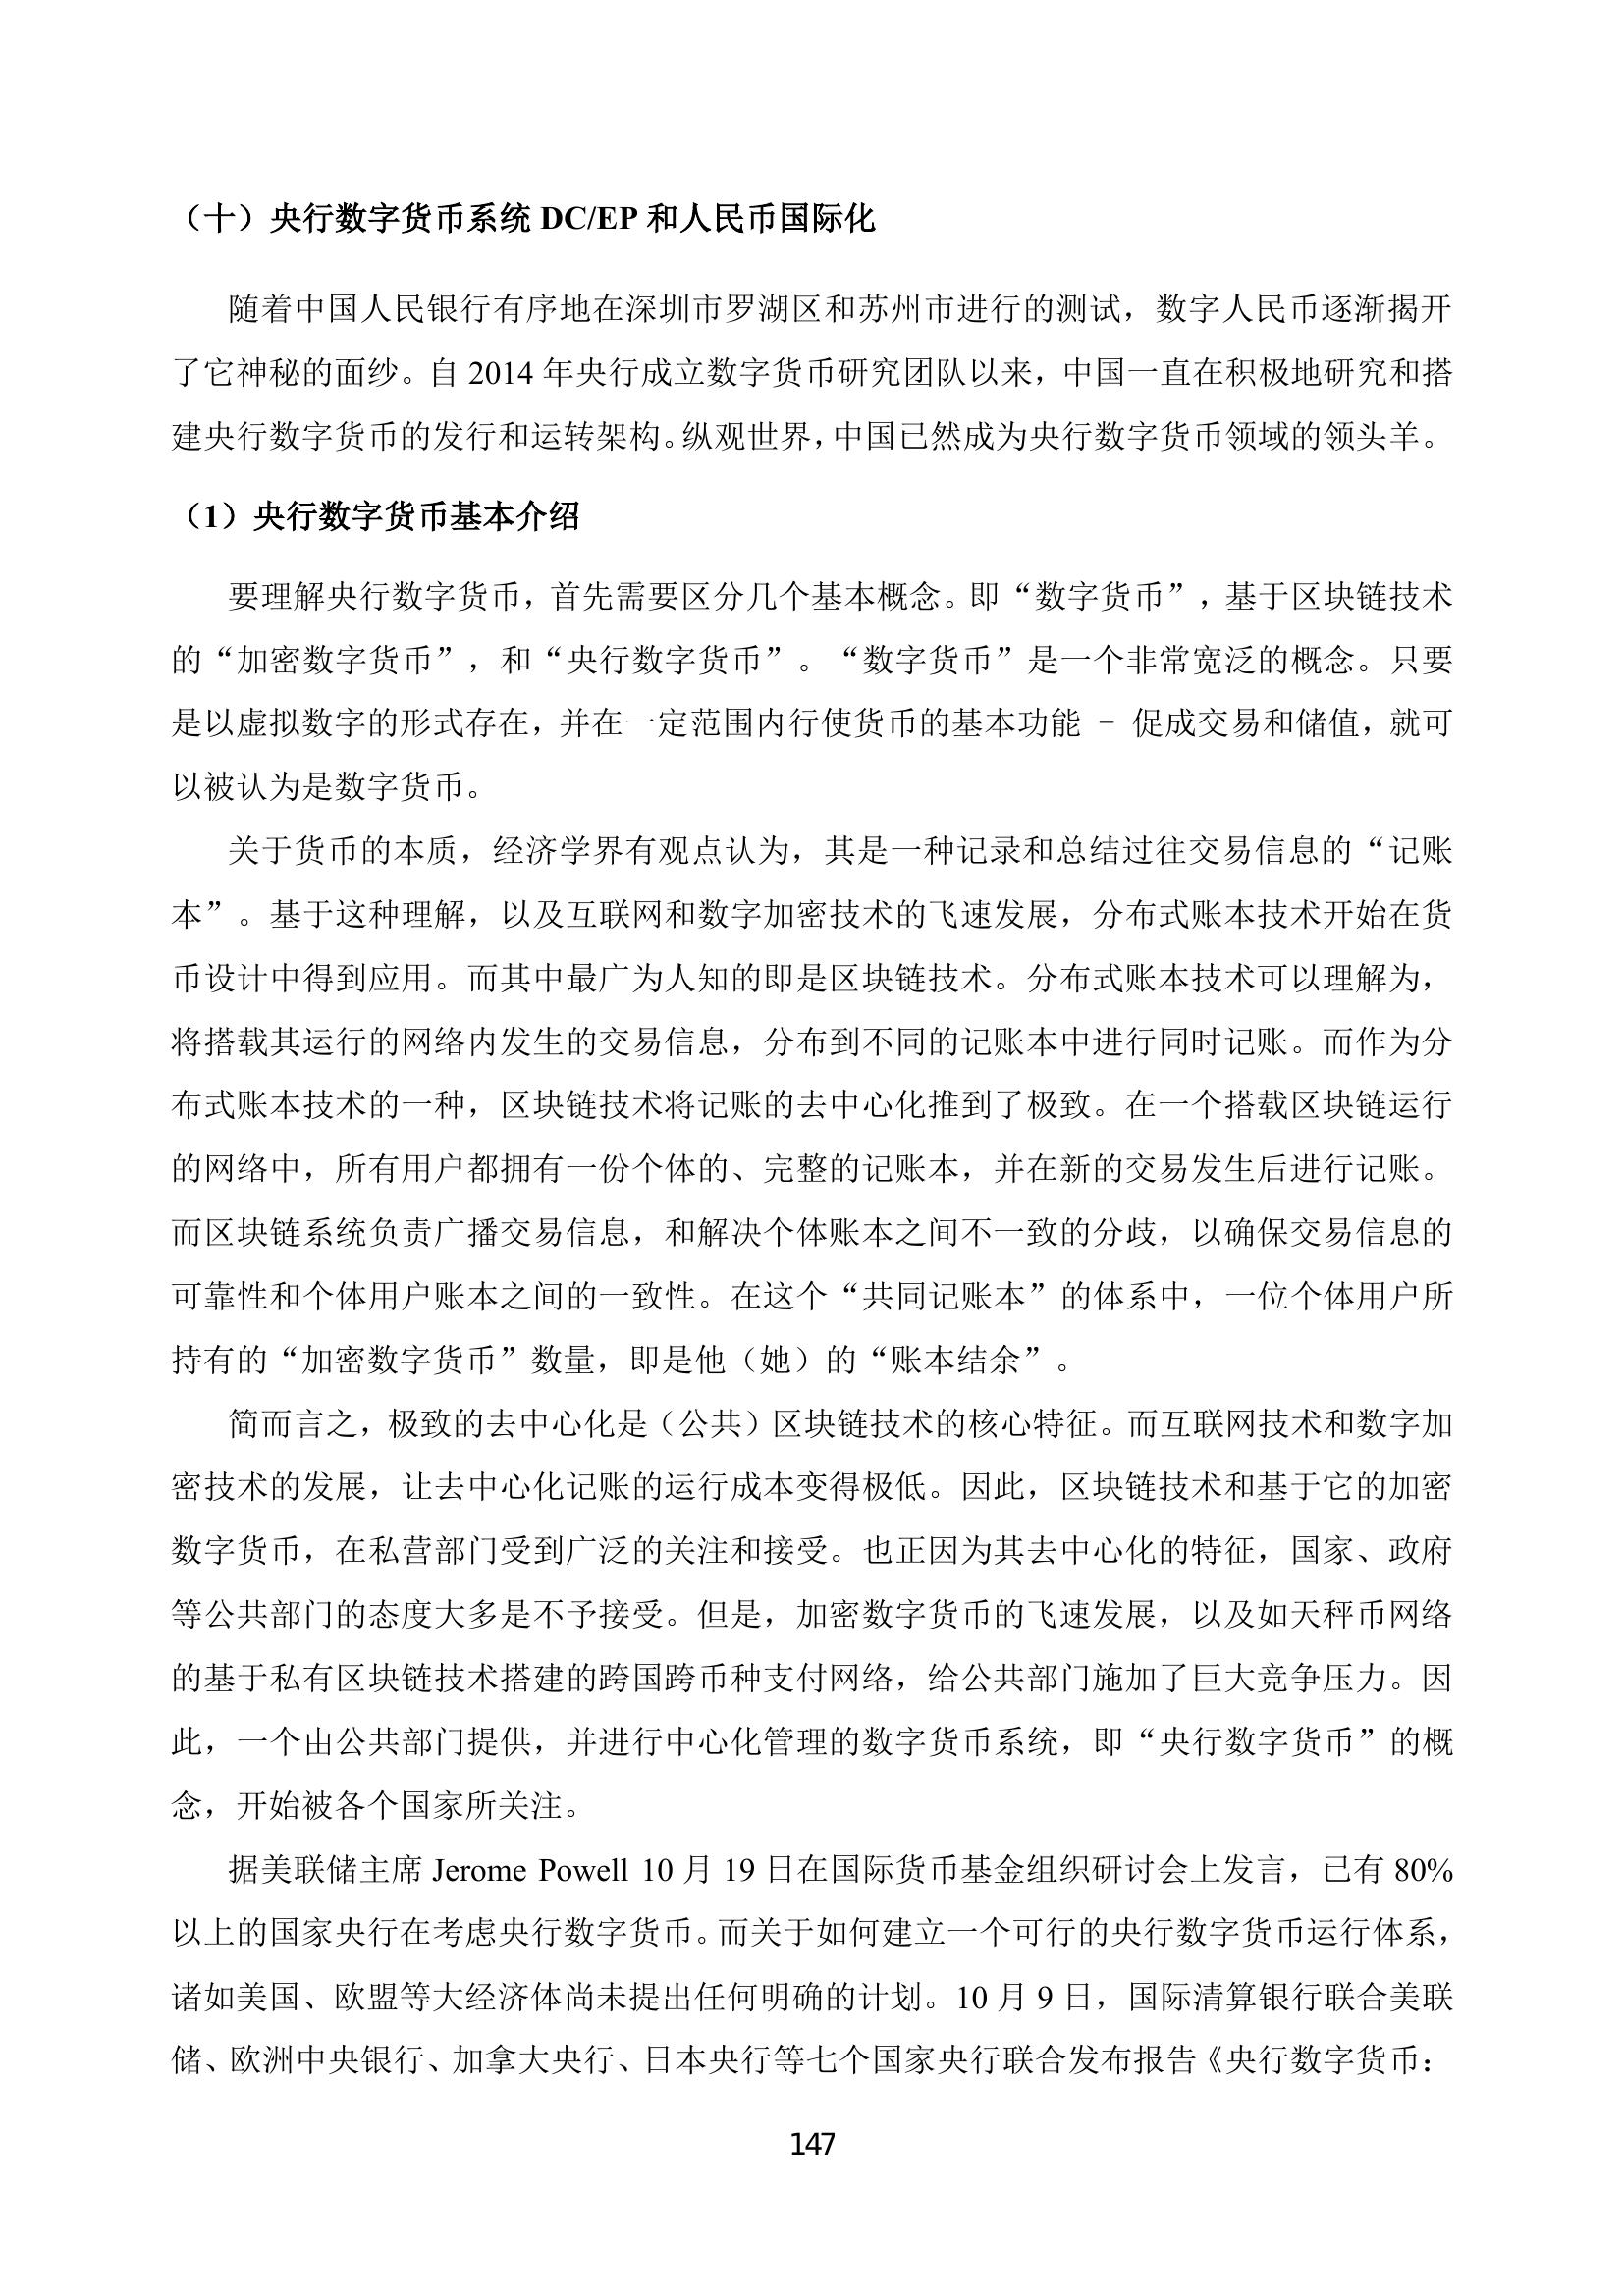 （十）央行数字货币系统 DC/EP 和人民币国际化
随着中国人民银行有序地在深圳市罗湖区和苏州市进行的测试，数字人民币逐渐揭开
了它神秘的面纱。自 2014 年央行成立数字货币研究团队以来，中国一直在积极地研究和搭
建央行数字货币的发行和运转架构。纵观世界，中国已然成为央行数字货币领域的领头羊。
（1）央行数字货币基本介绍
要理解央行数字货币，首先需要区分几个基本概念。即“数字货币”，基于区块链技术
的“加密数字货币”，和“央行数字货币”。“数字货币”是一个非常宽泛的概念。只要
是以虚拟数字的形式存在，并在一定范围内行使货币的基本功能 – 促成交易和储值，就可
以被认为是数字货币。
关于货币的本质，经济学界有观点认为，其是一种记录和总结过往交易信息的“记账
本”。基于这种理解，以及互联网和数字加密技术的飞速发展，分布式账本技术开始在货
币设计中得到应用。而其中最广为人知的即是区块链技术。分布式账本技术可以理解为，
将搭载其运行的网络内发生的交易信息，分布到不同的记账本中进行同时记账。而作为分
布式账本技术的一种，区块链技术将记账的去中心化推到了极致。在一个搭载区块链运行
的网络中，所有用户都拥有一份个体的、完整的记账本，并在新的交易发生后进行记账。
而区块链系统负责广播交易信息，和解决个体账本之间不一致的分歧，以确保交易信息的
可靠性和个体用户账本之间的一致性。在这个“共同记账本”的体系中，一位个体用户所
持有的“加密数字货币”数量，即是他（她）的“账本结余”。
简而言之，极致的去中心化是（公共）区块链技术的核心特征。而互联网技术和数字加
密技术的发展，让去中心化记账的运行成本变得极低。因此，区块链技术和基于它的加密
数字货币，在私营部门受到广泛的关注和接受。也正因为其去中心化的特征，国家、政府
等公共部门的态度大多是不予接受。但是，加密数字货币的飞速发展，以及如天秤币网络
的基于私有区块链技术搭建的跨国跨币种支付网络，给公共部门施加了巨大竞争压力。因
此，一个由公共部门提供，并进行中心化管理的数字货币系统，即“央行数字货币”的概
念，开始被各个国家所关注。
据美联储主席 Jerome Powell 10 月 19 日在国际货币基金组织研讨会上发言，已有 80%
以上的国家央行在考虑央行数字货币。而关于如何建立一个可行的央行数字货币运行体系，
诸如美国、欧盟等大经济体尚未提出任何明确的计划。10 月 9 日，国际清算银行联合美联
储、欧洲中央银行、加拿大央行、日本央行等七个国家央行联合发布报告《央行数字货币：
147